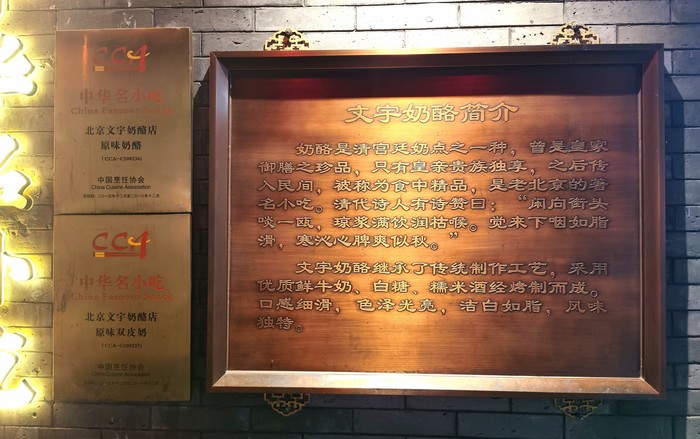 CCA
中华名小吃
China Famous Snack
北京文宇奶酪店
原味奶酪
中国烹饪协会
China Cuisine Association
CCA
中华名小吃
China Famous Snack
北京文宇奶酪店
原味双皮奶
中国烹饪协会
China Cuisine Association
文宇奶酪简介
奶酪是清宫廷奶点之一种，曾是皇家
御膳之珍品，只有皇亲贵族独享，之后传
入民间，被称为食中精品，是老北京的著
名小吃。清代诗人有诗赞曰：“闲向街头
啖一瓯，琼浆满饮润枯喉。觉来下咽如脂
滑，寒沁心脾爽似秋。”
文宇奶酪继承了传统制作工艺，采用
优质鲜牛奶、白糖、糯米酒经烤制而成。
口感细滑，色泽光亮，洁白如脂，风味
独特。